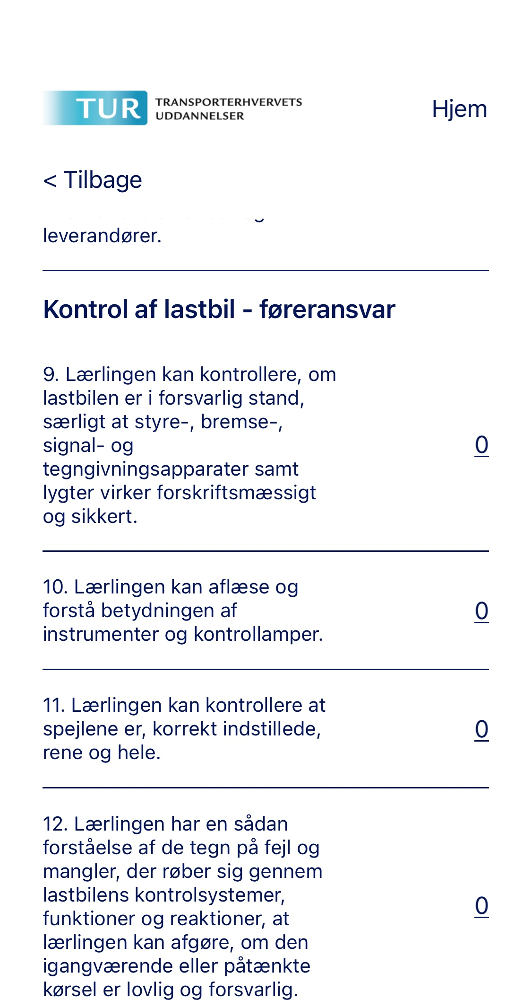 TUR TRANSPORTERHVERVETS
UDDANNELSER
Hjem
< Tilbage
leverandører.
Kontrol af lastbil - føreransvar
9. Lærlingen kan kontrollere, om
lastbilen er i forsvarlig stand,
særligt at styre-, bremse-,
signal- og
tegngivningsapparater samt
lygter virker forskriftsmæssigt
og sikkert.
0
10. Lærlingen kan aflæse og
forstå betydningen af
instrumenter og kontrollamper.
0
11. Lærlingen kan kontrollere at
spejlene er, korrekt indstillede,
rene og hele.
0
12. Lærlingen har en sådan
forståelse af de tegn på fejl og
mangler, der røber sig gennem
lastbilens kontrolsystemer,
funktioner og reaktioner, at
lærlingen kan afgøre, om den
igangværende eller påtænkte
kørsel er lovlig og forsvarlig.
0